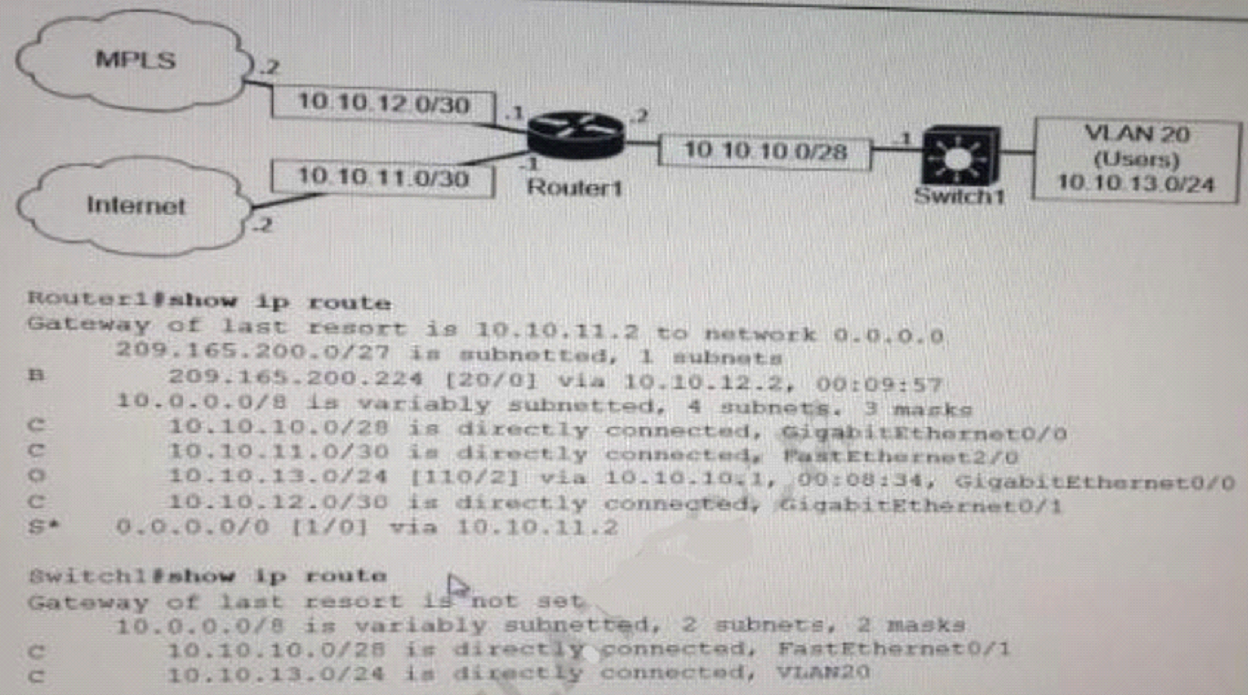 MPLS
.2
10.10.12.0/30
.1
.2
10.10.10.0/28
.1
VLAN 20
(Users)
10.10.13.0/24
Internet
.2
10.10.11.0/30
.1
Router1
Switch1
Router1#show ip route
Gateway of last resort is 10.10.11.2 to network 0.0.0.0
209.165.200.0/27 is subnetted, 1 subnets
B 209.165.200.224 [20/0] via 10.10.12.2, 00:09:57
10.0.0.0/8 is variably subnetted, 4 subnets. 3 masks
C 10.10.10.0/28 is directly connected, GigabitEthernet0/0
C 10.10.11.0/30 is directly connected, FastEthernet2/0
O 10.10.13.0/24 [110/2] via 10.10.10.1, 00:08:34, GigabitEthernet0/0
C 10.10.12.0/30 is directly connected, GigabitEthernet0/1
S* 0.0.0.0/0 [1/0] via 10.10.11.2
Switch1#show ip route
Gateway of last resort is not set
10.0.0.0/8 is variably subnetted, 2 subnets, 2 masks
C 10.10.10.0/28 is directly connected, FastEthernet0/1
C 10.10.13.0/24 is directly connected, VLAN20